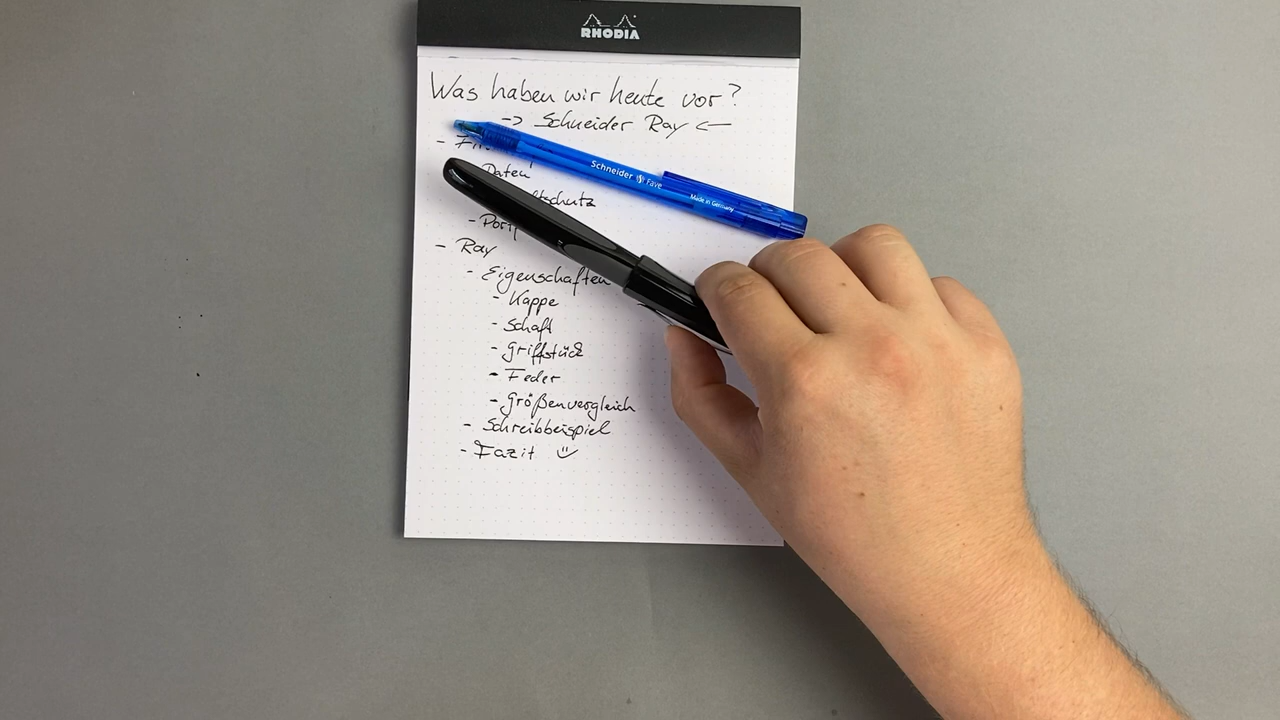 RHODIA
Was haben wir heute vor?
-> Schneider Ray <-
-
Daten
Schneider Fave Made in Germany
- Ray
- Eigenschaften
- Kappe
- Schaft
- Griffstück
- Feder
- Größenvergleich
- Schreibbeispiel
- Fazit